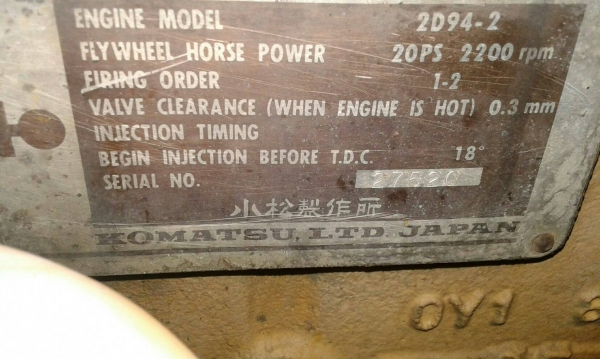 ENGINE MODEL 2D94-2
FLYWHEEL HORSE POWER 20PS 2200 rpm
FIRING ORDER 1-2
VALVE CLEARANCE (WHEN ENGINE IS HOT) 0.3 mm
INJECTION TIMING
BEGIN INJECTION BEFORE T.D.C. 18°
SERIAL NO. 27520
小松製作所
KOMATSU, LTD. JAPAN
OY1